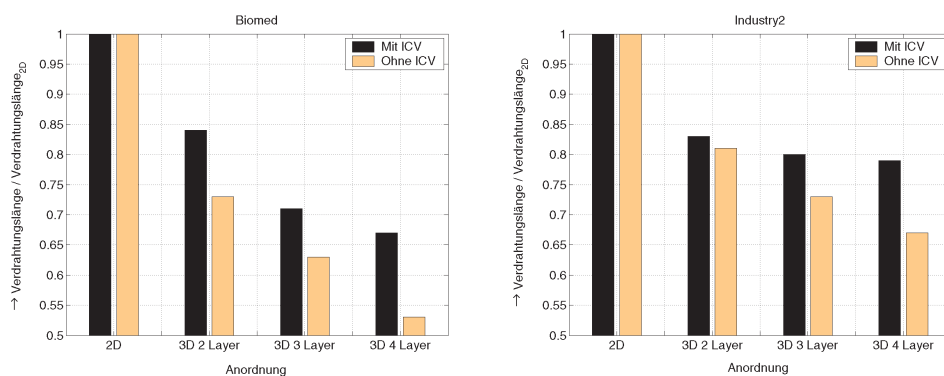 Biomed
→ Verdrahtungslänge / Verdrahtungslänge2D
1
0.95
0.9
0.85
0.8
0.75
0.7
0.65
0.6
0.55
0.5
Mit ICV
Ohne ICV
2D
3D 2 Layer
3D 3 Layer
3D 4 Layer
Anordnung
Industry2
→ Verdrahtungslänge / Verdrahtungslänge2D
1
0.95
0.9
0.85
0.8
0.75
0.7
0.65
0.6
0.55
0.5
Mit ICV
Ohne ICV
2D
3D 2 Layer
3D 3 Layer
3D 4 Layer
Anordnung